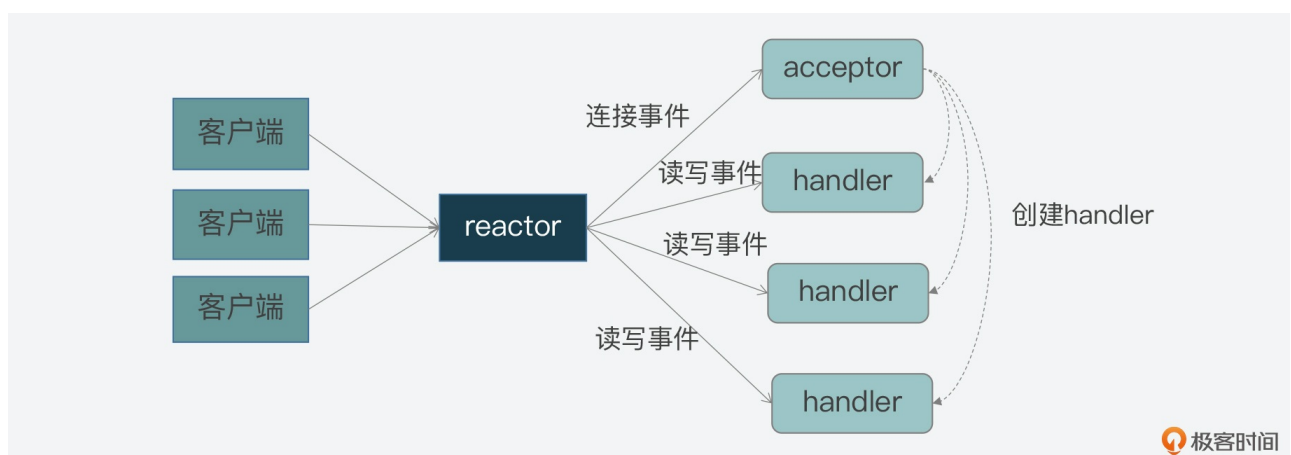 客户端
客户端
客户端
reactor
连接事件
读写事件
读写事件
读写事件
acceptor
handler
handler
handler
创建handler
极客时间